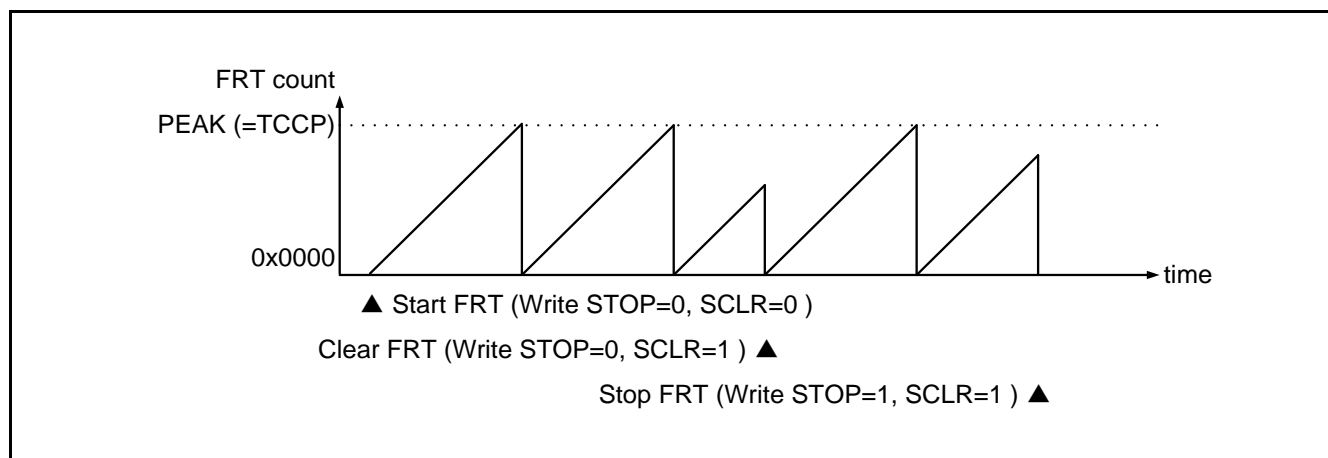 FRT count
PEAK (=TCCP)
0x0000
time
▲ Start FRT (Write STOP=0, SCLR=0 )
Clear FRT (Write STOP=0, SCLR=1 ) ▲
Stop FRT (Write STOP=1, SCLR=1 ) ▲